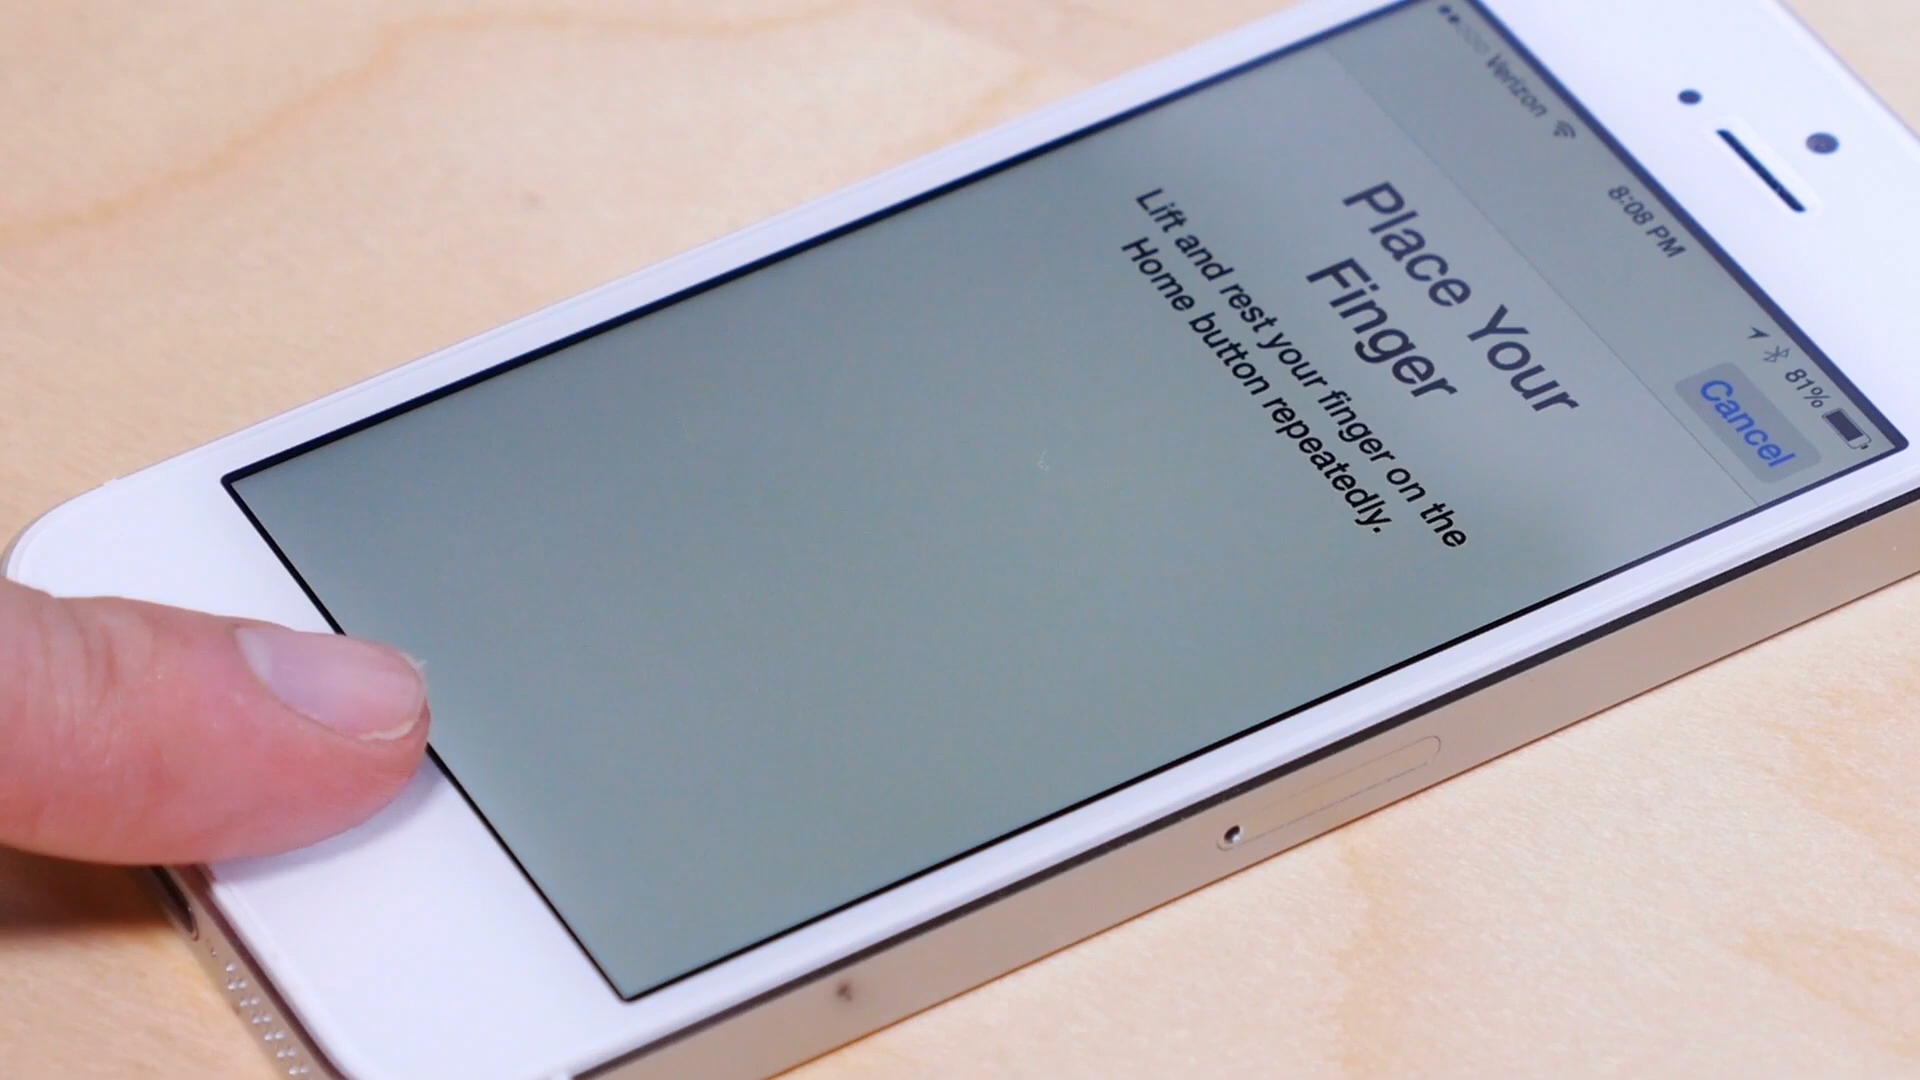 Verizon 8:08 PM 81%
Cancel
Place Your
Finger
Lift and rest your finger on the
Home button repeatedly.